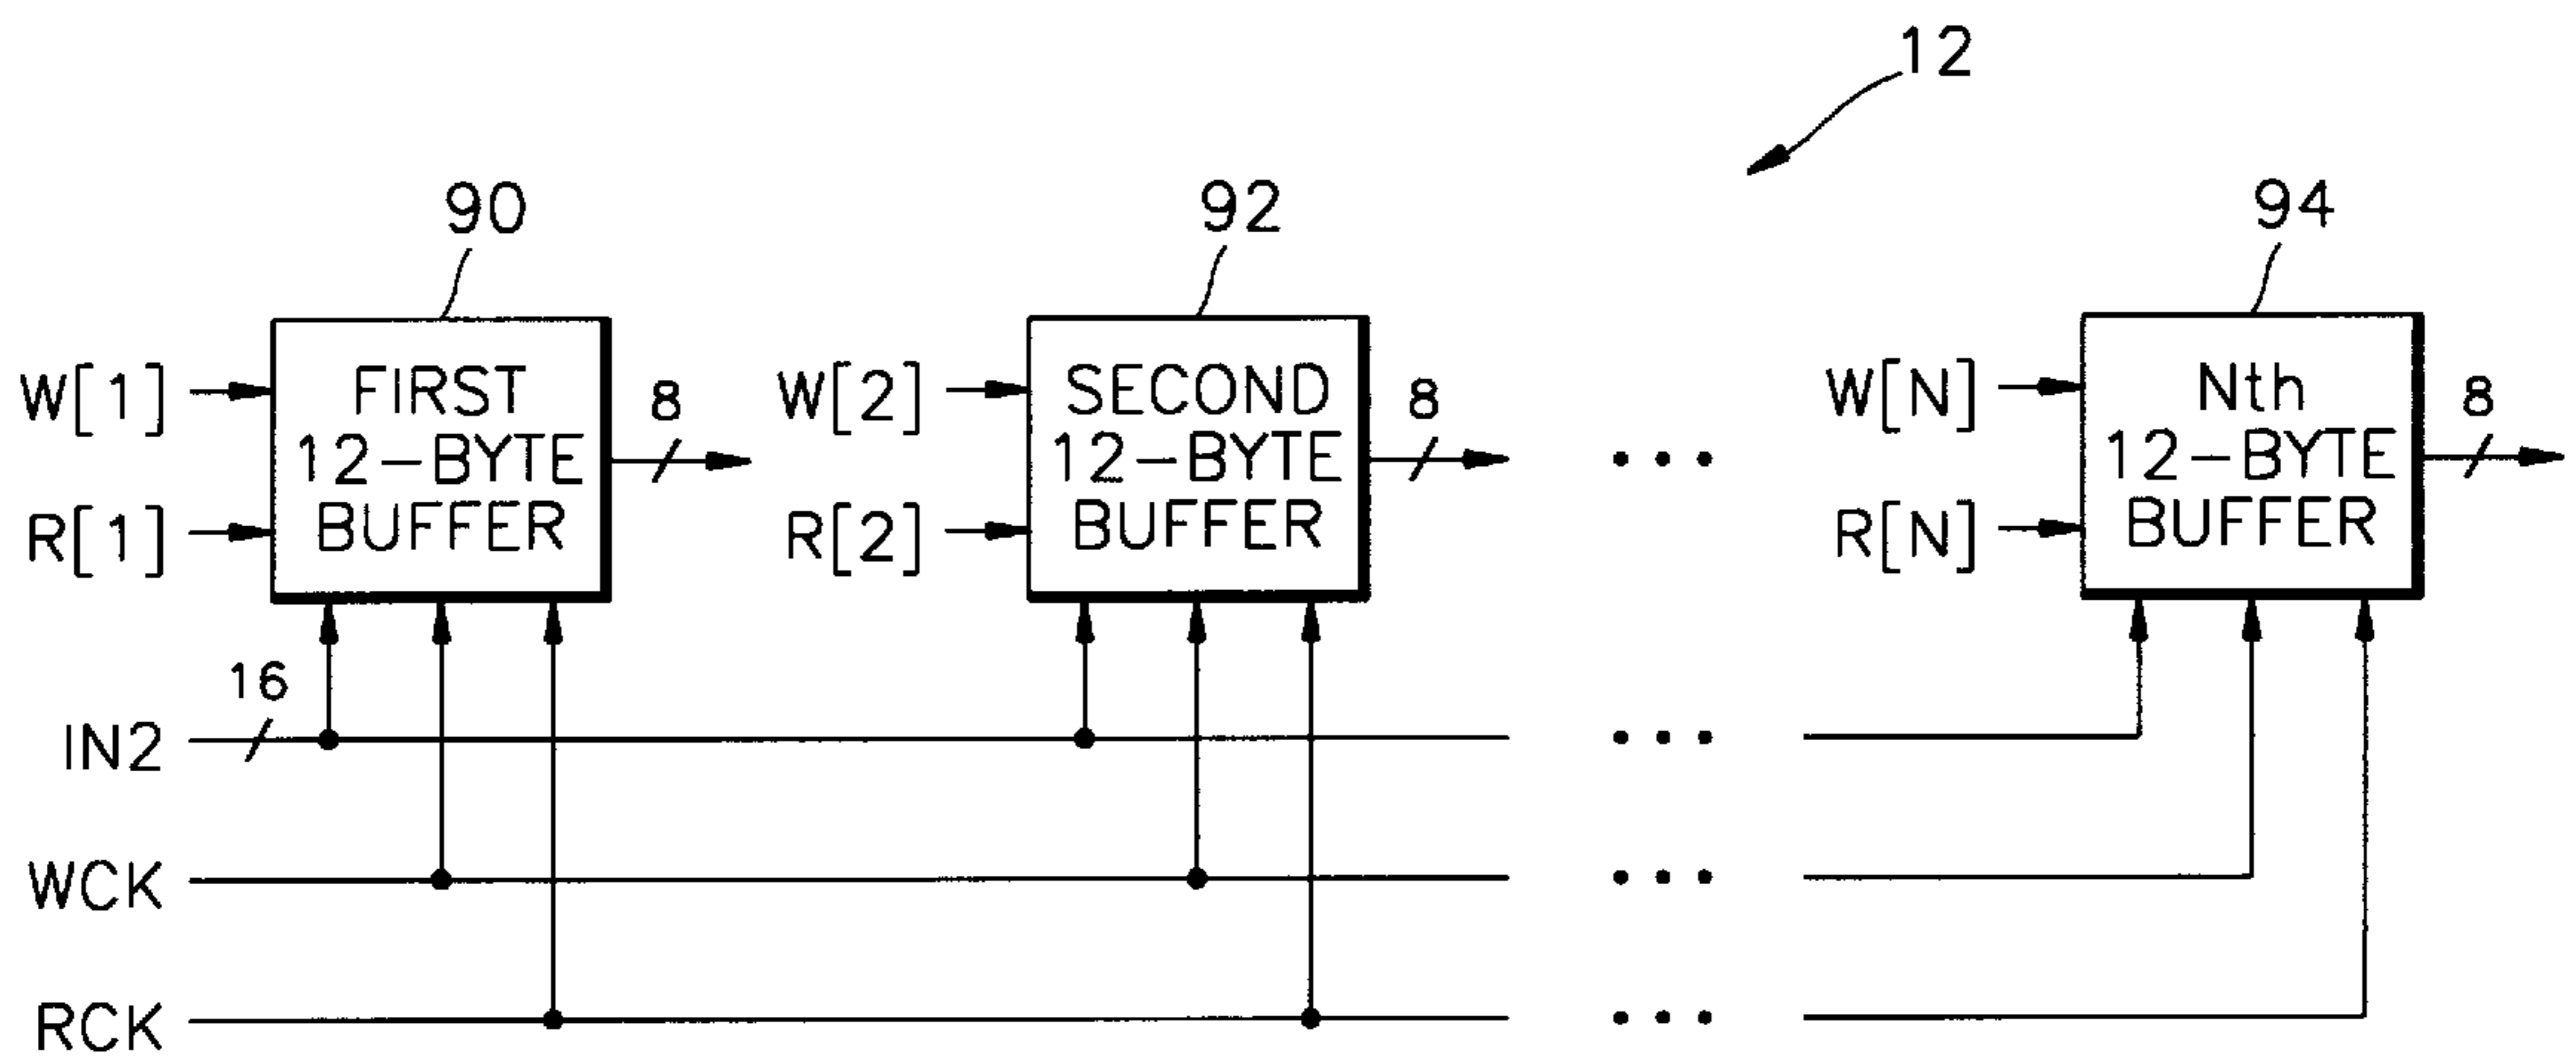 12
90
92
94
W[1]
R[1]
FIRST
12-BYTE
BUFFER
8
W[2]
R[2]
SECOND
12-BYTE
BUFFER
8
W[N]
R[N]
Nth
12-BYTE
BUFFER
8
16
IN2
WCK
RCK